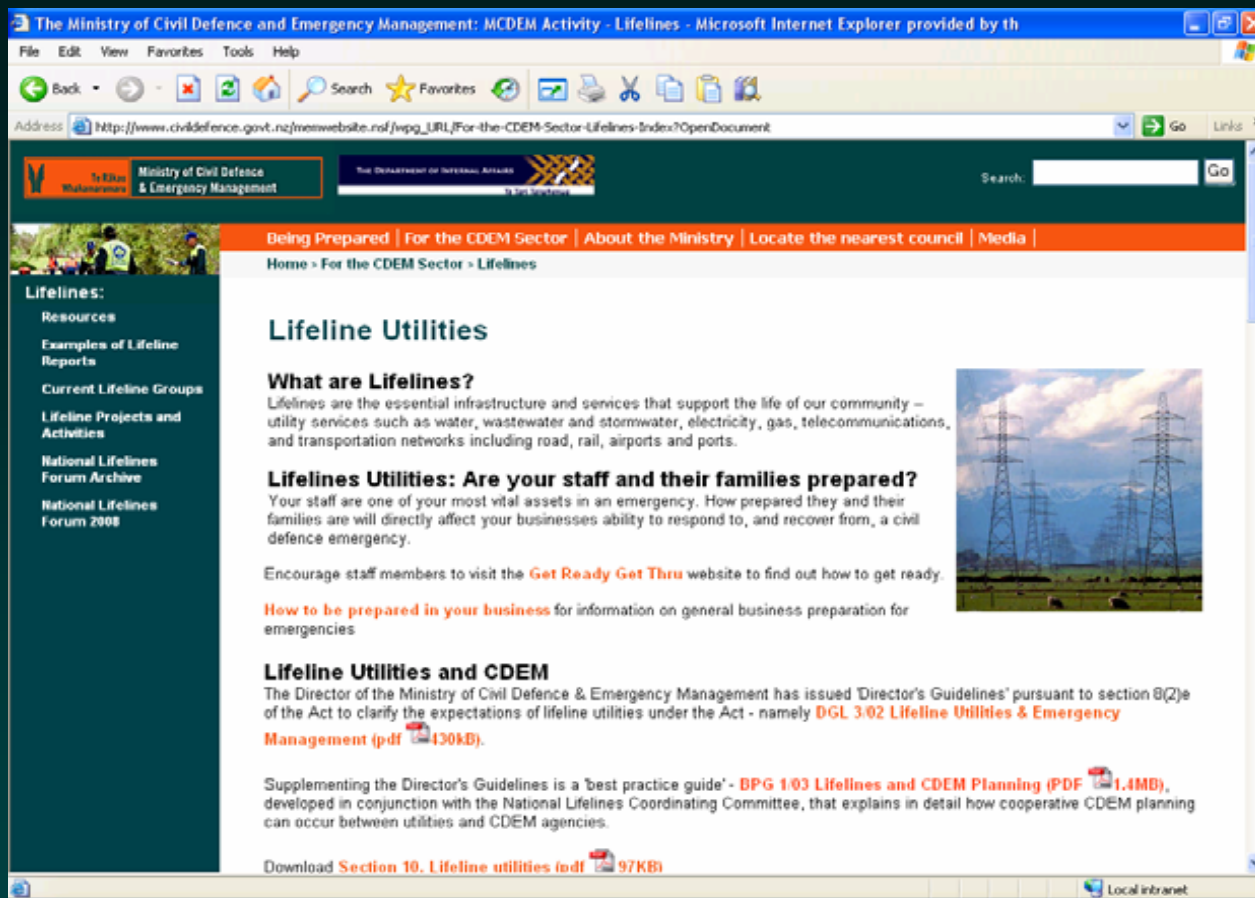 The Ministry of Civil Defence and Emergency Management: MCDEM Activity - Lifelines - Microsoft Internet Explorer provided by th
File Edit View Favorites Tools Help
Back Search Favorites
Address http://www.civildefence.govt.nz/memwebsite.nsf/wpg_URL/For-the-CDEM-Sector-Lifelines-Index?OpenDocument Go Links
Ministry of Civil Defence
& Emergency Management
The Department of Internal Affairs
Te Tari Taiwhenua
Search: Go
Being Prepared | For the CDEM Sector | About the Ministry | Locate the nearest council | Media |
Home > For the CDEM Sector > Lifelines
Lifelines:
Resources
Examples of Lifeline
Reports
Current Lifeline Groups
Lifeline Projects and
Activities
National Lifelines
Forum Archive
National Lifelines
Forum 2008
Lifeline Utilities
What are Lifelines?
Lifelines are the essential infrastructure and services that support the life of our community –
utility services such as water, wastewater and stormwater, electricity, gas, telecommunications,
and transportation networks including road, rail, airports and ports.
Lifelines Utilities: Are your staff and their families prepared?
Your staff are one of your most vital assets in an emergency. How prepared they and their
families are will directly affect your businesses ability to respond to, and recover from, a civil
defence emergency.
Encourage staff members to visit the Get Ready Get Thru website to find out how to get ready.
How to be prepared in your business for information on general business preparation for
emergencies
Lifeline Utilities and CDEM
The Director of the Ministry of Civil Defence & Emergency Management has issued 'Director's Guidelines' pursuant to section 8(2)e
of the Act to clarify the expectations of lifeline utilities under the Act - namely DGL 3/02 Lifeline Utilities & Emergency
Management (pdf 430kB).
Supplementing the Director's Guidelines is a 'best practice guide' - BPG 1/03 Lifelines and CDEM Planning (PDF 1.4MB),
developed in conjunction with the National Lifelines Coordinating Committee, that explains in detail how cooperative CDEM planning
can occur between utilities and CDEM agencies.
Download Section 10. Lifeline utilities (pdf 97KB)
Local intranet